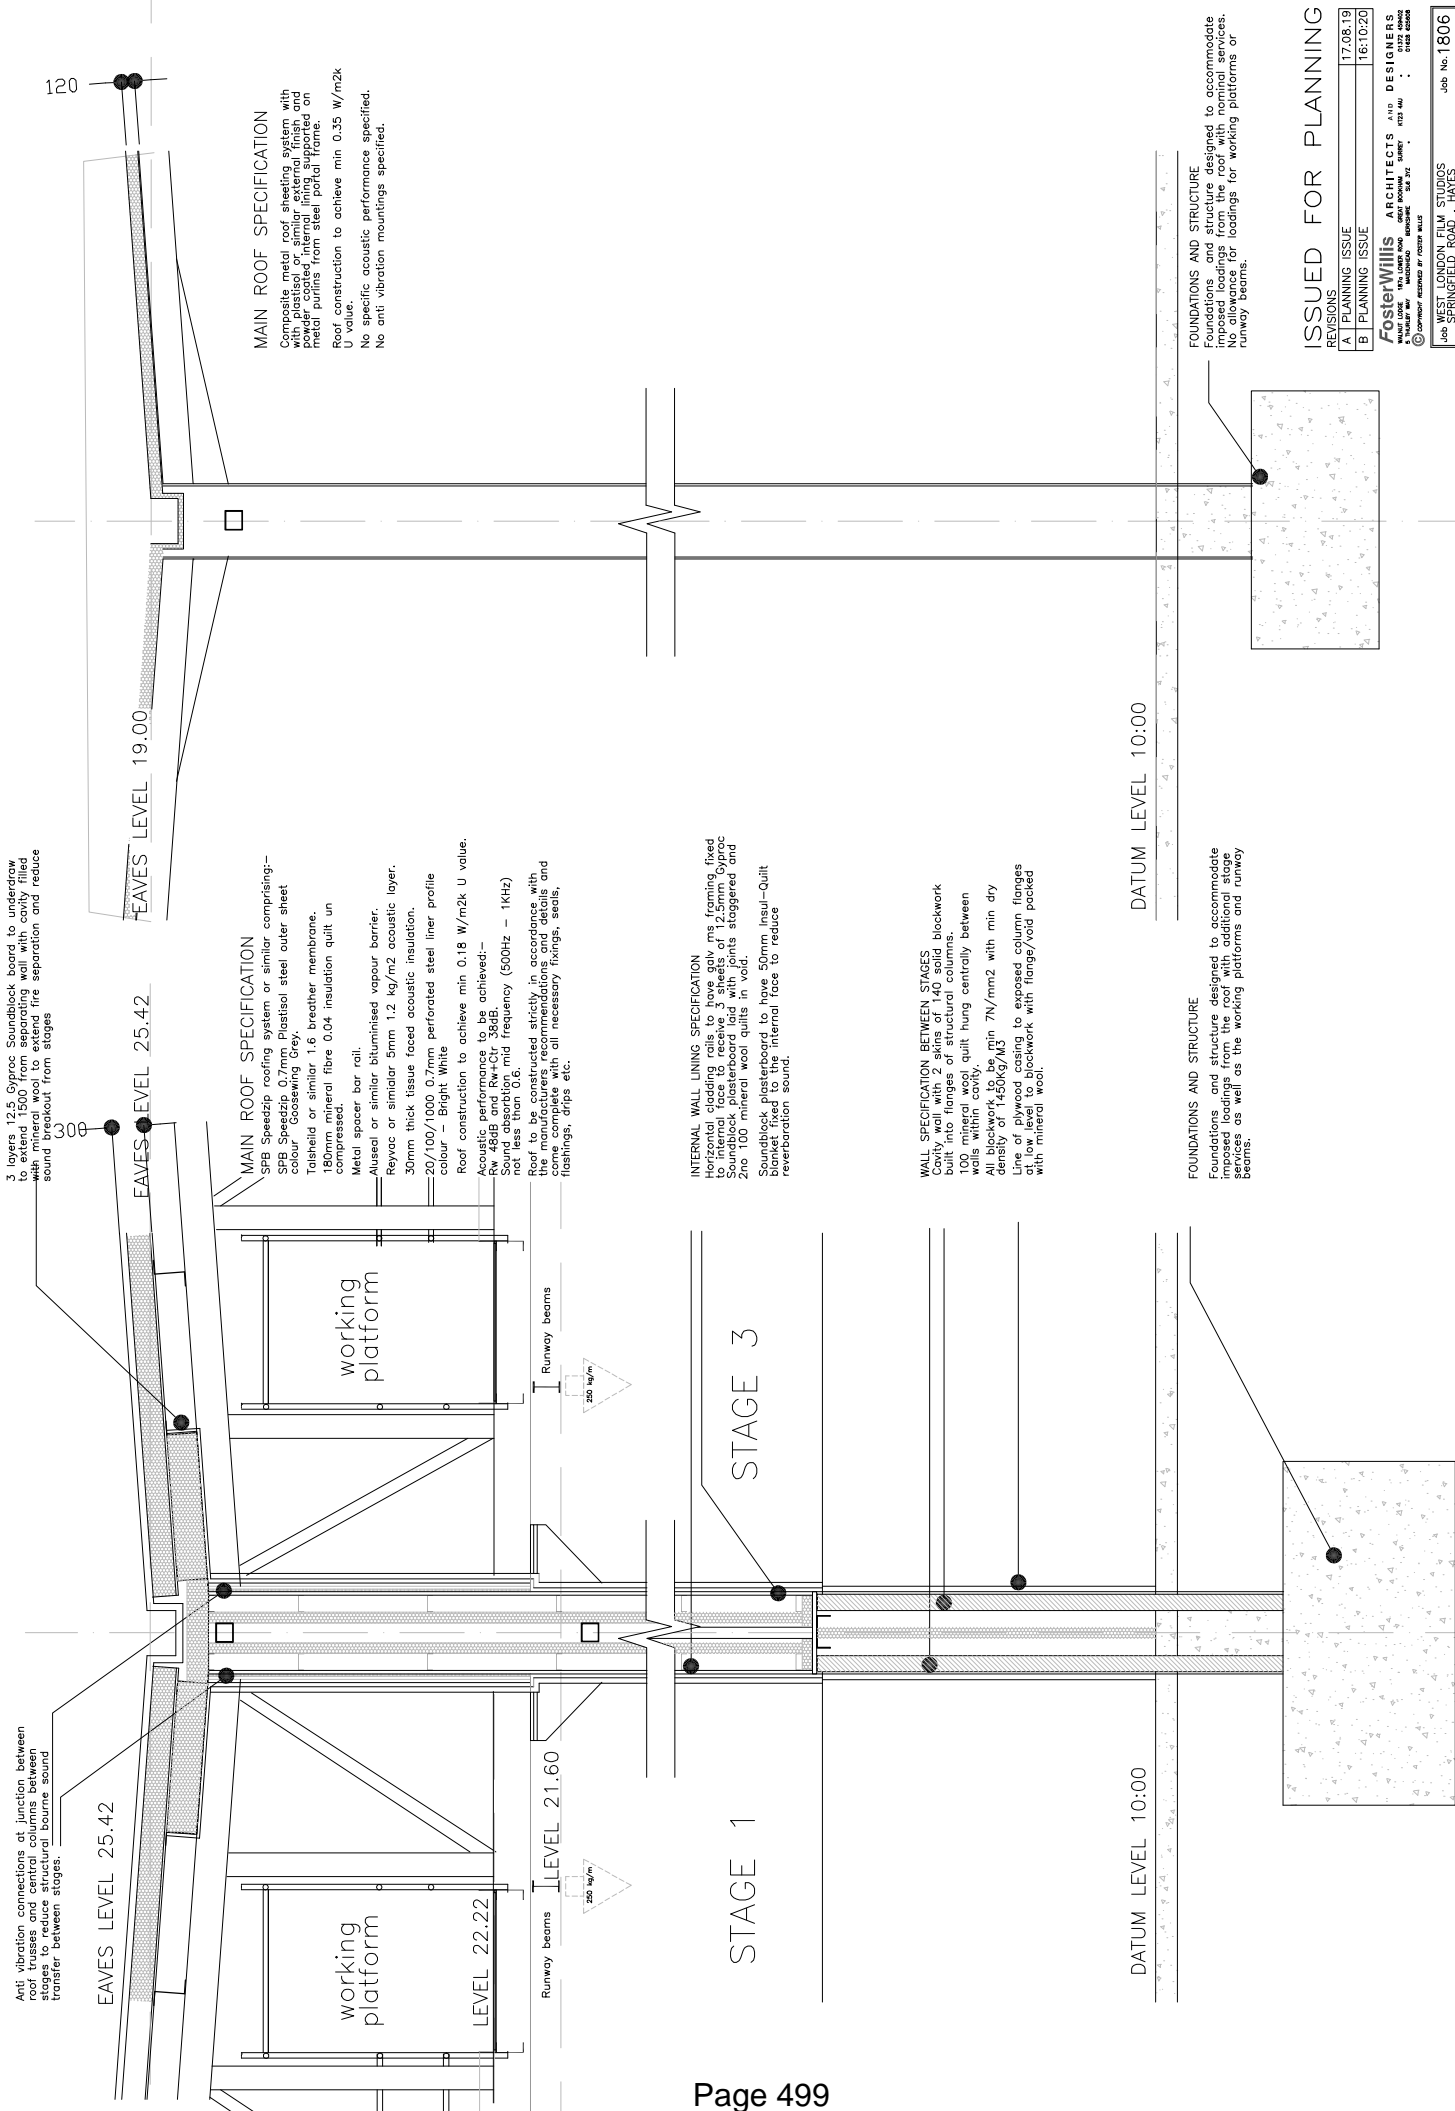 Anti vibration connections at junction between
roof trusses and central columns between
stages to reduce structural bourne sound
transfer between stages.
3 layers 12.5 Gyproc Soundblock board to underdraw
to extend 1500 from separating wall with cavity filled
with mineral wool to extend fire separation and reduce
sound breakout from stages
300
EAVES LEVEL 25.42
EAVES LEVEL 25.42
working
platform
LEVEL 22.22
Runway beams
LEVEL 21.60
250 kg/m
working
platform
Runway beams
250 kg/m
STAGE 1
STAGE 3
DATUM LEVEL 10:00
MAIN ROOF SPECIFICATION
SPB Speedzip roofing system or similar comprising:-
SPB Speedzip 0.7mm Plastisol steel outer sheet
colour - Goosewing Grey.
Talsheild or similar 1.6 breather membrane.
180mm mineral fibre 0.04 insulation quilt un
compressed.
Metal spacer bar rail.
Aluseal or similar bituminised vapour barrier.
Reyvac or simialar 5mm 1.2 kg/m2 acoustic layer.
30mm thick tissue faced acoustic insulation.
20/100/1000 0.7mm perforated steel liner profile
colour - Bright White
Roof construction to achieve min 0.18 W/m2k U value.
Acoustic performance to be achieved:-
Rw 48dB and Rw+Ctr 38dB.
Sound absorbtion mid frequency (500Hz - 1KHz)
not less than 0.6.
Roof to be constructed strictly in accordance with
the manufacturers recommendations and details and
come complete with all necessary fixings, seals,
flashings, drips etc.
INTERNAL WALL LINING SPECIFICATION
Horizontal cladding rails to have galv ms framing fixed
to internal face to receive 3 sheets of 12.5mm Gyproc
Soundblock plasterboard laid with joints staggered and
2no 100 mineral wool quilts in void.
Soundblock plasterboard to have 50mm Insul-Quilt
blanket fixed to the internal face to reduce
reverbaration sound.
WALL SPECIFICATION BETWEEN STAGES
Cavity wall with 2 skins of 140 solid blockwork
built into flanges of structural columns.
100 mineral wool quilt hung centrally between
walls within cavity.
All blockwork to be min 7N/mm2 with min dry
density of 1450Kg/M3
Line of plywood casing to exposed column flanges
at low level to blockwork with flange/void packed
with mineral wool.
FOUNDATIONS AND STRUCTURE
Foundations and structure designed to accommodate
imposed loadings from the roof with additional stage
services as well as the working platforms and runway
beams.
120
EAVES LEVEL 19.00
DATUM LEVEL 10:00
MAIN ROOF SPECIFICATION
Composite metal roof sheeting system with
with plastisol or similar external finish and
powder coated internal lining supported on
metal purlins from steel portal frame.
Roof construction to achieve min 0.35 W/m2k
U value.
No specific acoustic performance specified.
No anti vibration mountings specified.
FOUNDATIONS AND STRUCTURE
Foundations and structure designed to accommodate
imposed loadings from the roof with nominal services.
No allowance for loadings for working platforms or
runway beams.
ISSUED FOR PLANNING
REVISIONS
A PLANNING ISSUE 17.08.19
B PLANNING ISSUE 16:10:20
FosterWillis ARCHITECTS AND DESIGNERS
© COPYRIGHT RESERVED BY FOSTER WILLIS
Job WEST LONDON FILM STUDIOS Job No. 1806
SPRINGFIELD ROAD . HAYES
Page 499